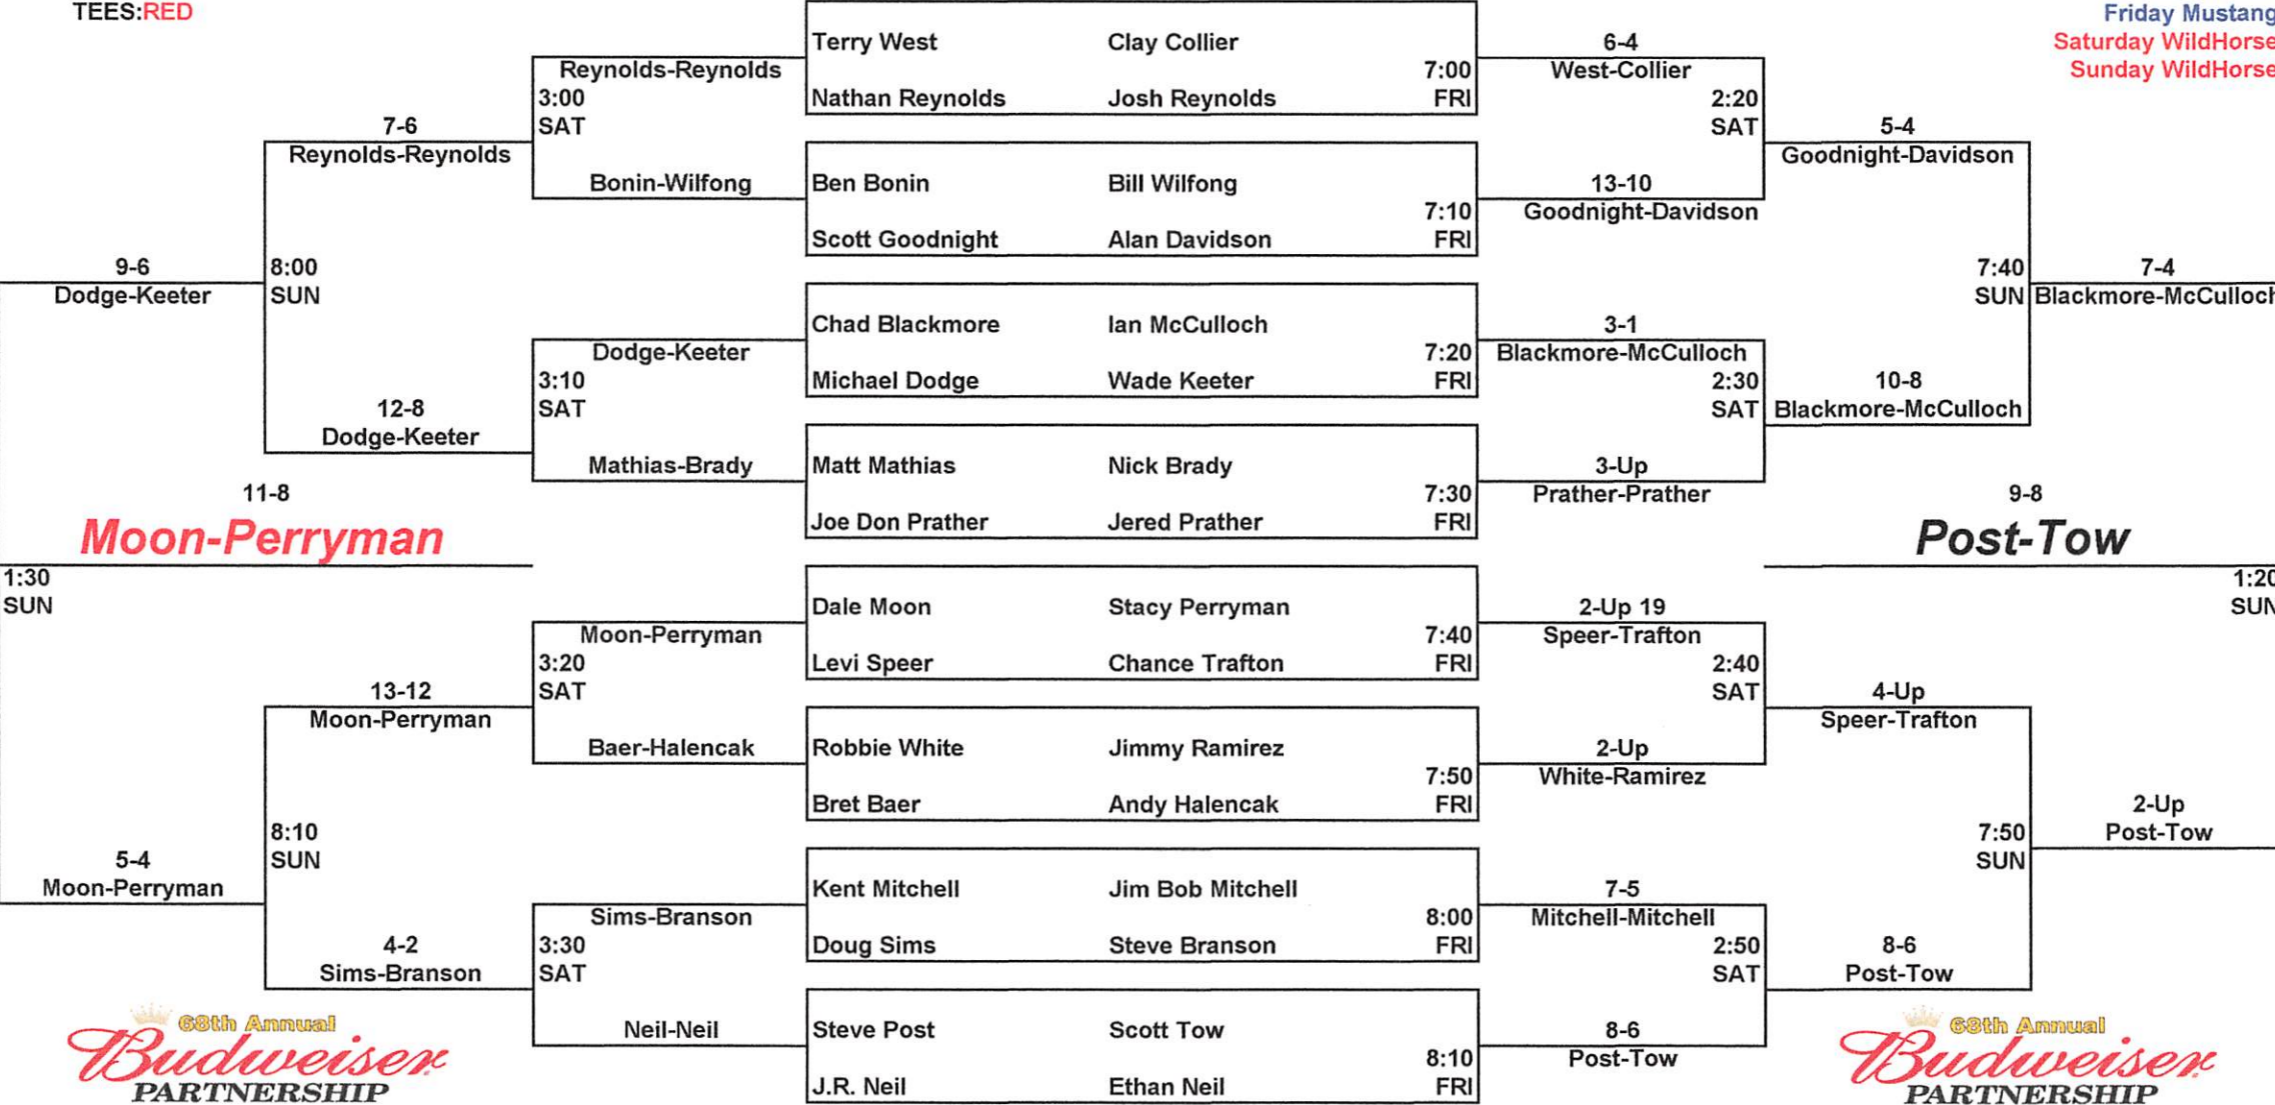 TEES:RED
Friday Mustang
Saturday WildHorse
Sunday WildHorse
Terry West Clay Collier
7:00
Nathan Reynolds Josh Reynolds FRI
Ben Bonin Bill Wilfong
7:10
Scott Goodnight Alan Davidson FRI
Chad Blackmore Ian McCulloch
7:20
Michael Dodge Wade Keeter FRI
Matt Mathias Nick Brady
7:30
Joe Don Prather Jered Prather FRI
Dale Moon Stacy Perryman
7:40
Levi Speer Chance Trafton FRI
Robbie White Jimmy Ramirez
7:50
Bret Baer Andy Halencak FRI
Kent Mitchell Jim Bob Mitchell
8:00
Doug Sims Steve Branson FRI
Steve Post Scott Tow
8:10
J.R. Neil Ethan Neil FRI
Reynolds-Reynolds
3:00
SAT
Bonin-Wilfong
Dodge-Keeter
3:10
SAT
Mathias-Brady
Moon-Perryman
3:20
SAT
Baer-Halencak
Sims-Branson
3:30
SAT
Neil-Neil
7-6
Reynolds-Reynolds
8:00
SUN
12-8
Dodge-Keeter
13-12
Moon-Perryman
8:10
SUN
4-2
Sims-Branson
9-6
Dodge-Keeter
11-8
Moon-Perryman
1:30
SUN
5-4
Moon-Perryman
6-4
West-Collier
2:20
SAT
13-10
Goodnight-Davidson
3-1
Blackmore-McCulloch
2:30
SAT
3-Up
Prather-Prather
2-Up 19
Speer-Trafton
2:40
SAT
2-Up
White-Ramirez
7-5
Mitchell-Mitchell
2:50
SAT
8-6
Post-Tow
5-4
Goodnight-Davidson
7:40
SUN
10-8
Blackmore-McCulloch
4-Up
Speer-Trafton
7:50
SUN
8-6
Post-Tow
7-4
Blackmore-McCulloch
9-8
Post-Tow
1:20
SUN
2-Up
Post-Tow
68th Annual
Budweiser
PARTNERSHIP
68th Annual
Budweiser
PARTNERSHIP